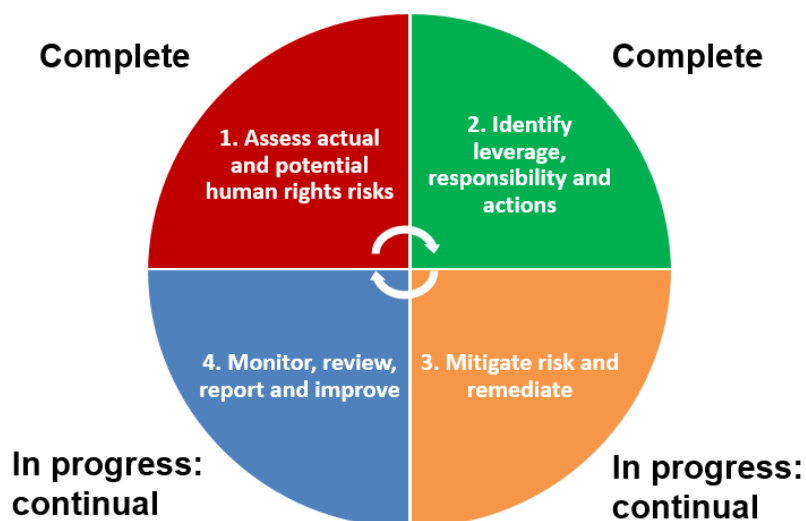 Complete
Complete
1. Assess actual
and potential
human rights risks
2. Identify
leverage,
responsibility and
actions
4. Monitor, review,
report and improve
3. Mitigate risk and
remediate
In progress:
continual
In progress:
continual